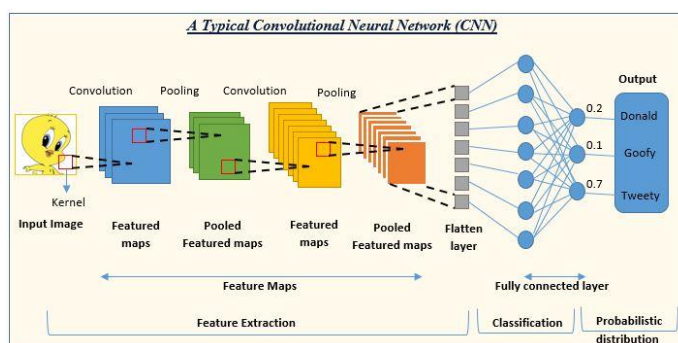 A Typical Convolutional Neural Network (CNN)
Convolution
Pooling
Convolution
Pooling
Output
0.2
Donald
0.1
Goofy
0.7
Tweety
Kernel
Input Image
Featured
maps
Pooled
Featured maps
Featured
maps
Pooled
Featured maps
Flatten
layer
Feature Maps
Fully connected layer
Feature Extraction
Classification
Probabilistic
distribution